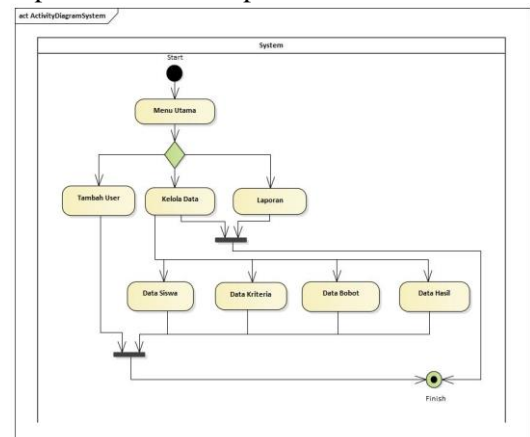 act ActivityDiagramSystem
System
Start
Menu Utama
Tambah User
Kelola Data
Laporan
Data Siswa
Data Kriteria
Data Bobot
Data Hasil
Finish